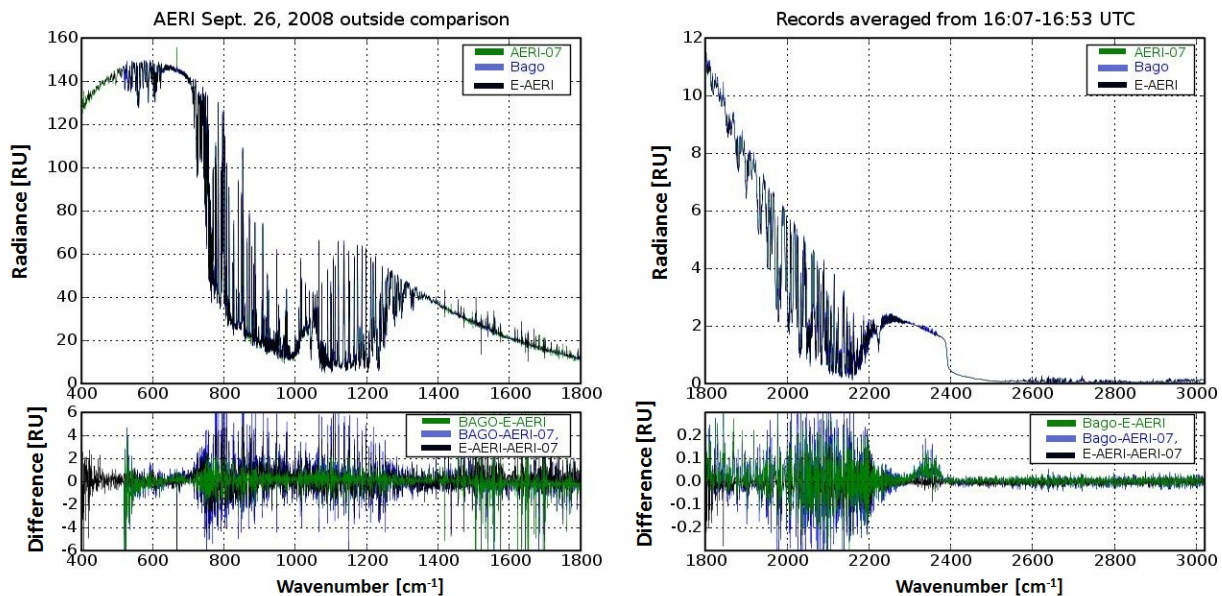 AERI Sept. 26, 2008 outside comparison
160
140
120
100
80
60
40
20
0
Radiance [RU]
AERI-07
Bago
E-AERI
400 600 800 1000 1200 1400 1600 1800
6
4
2
0
-2
-4
-6
Difference [RU]
BAGO-E-AERI
BAGO-AERI-07,
E-AERI-AERI-07
400 600 800 1000 1200 1400 1600 1800
Wavenumber [cm-1]
Records averaged from 16:07-16:53 UTC
12
10
8
6
4
2
0
Radiance [RU]
AERI-07
Bago
E-AERI
1800 2000 2200 2400 2600 2800 3000
0.2
0.1
0.0
-0.1
-0.2
Difference [RU]
Bago-E-AERI
Bago-AERI-07,
E-AERI-AERI-07
1800 2000 2200 2400 2600 2800 3000
Wavenumber [cm-1]